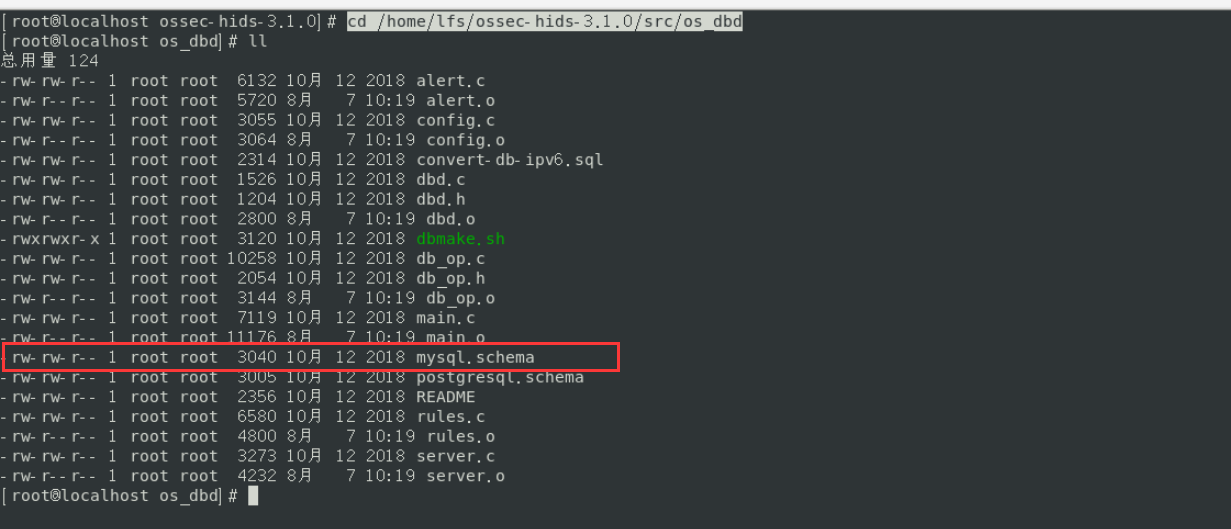 [root@localhost ossec-hids-3.1.0]# cd /home/lfs/ossec-hids-3.1.0/src/os_dbd
[root@localhost os_dbd]# ll
总用量 124
-rw-rw-r-- 1 root root 6132 10月 12 2018 alert.c
-rw-r--r-- 1 root root 5720 8月 7 10:19 alert.o
-rw-rw-r-- 1 root root 3055 10月 12 2018 config.c
-rw-r--r-- 1 root root 3064 8月 7 10:19 config.o
-rw-rw-r-- 1 root root 2314 10月 12 2018 convert-db-ipv6.sql
-rw-rw-r-- 1 root root 1526 10月 12 2018 dbd.c
-rw-rw-r-- 1 root root 1204 10月 12 2018 dbd.h
-rw-r--r-- 1 root root 2800 8月 7 10:19 dbd.o
-rwxrwxr-x 1 root root 3120 10月 12 2018 dbmake.sh
-rw-rw-r-- 1 root root 10258 10月 12 2018 db_op.c
-rw-rw-r-- 1 root root 2054 10月 12 2018 db_op.h
-rw-r--r-- 1 root root 3144 8月 7 10:19 db_op.o
-rw-rw-r-- 1 root root 7119 10月 12 2018 main.c
-rw-r--r-- 1 root root 11176 8月 7 10:19 main.o
-rw-rw-r-- 1 root root 3040 10月 12 2018 mysql.schema
-rw-rw-r-- 1 root root 3005 10月 12 2018 postgresql.schema
-rw-rw-r-- 1 root root 2356 10月 12 2018 README
-rw-rw-r-- 1 root root 6580 10月 12 2018 rules.c
-rw-r--r-- 1 root root 4800 8月 7 10:19 rules.o
-rw-rw-r-- 1 root root 3273 10月 12 2018 server.c
-rw-r--r-- 1 root root 4232 8月 7 10:19 server.o
[root@localhost os_dbd]#